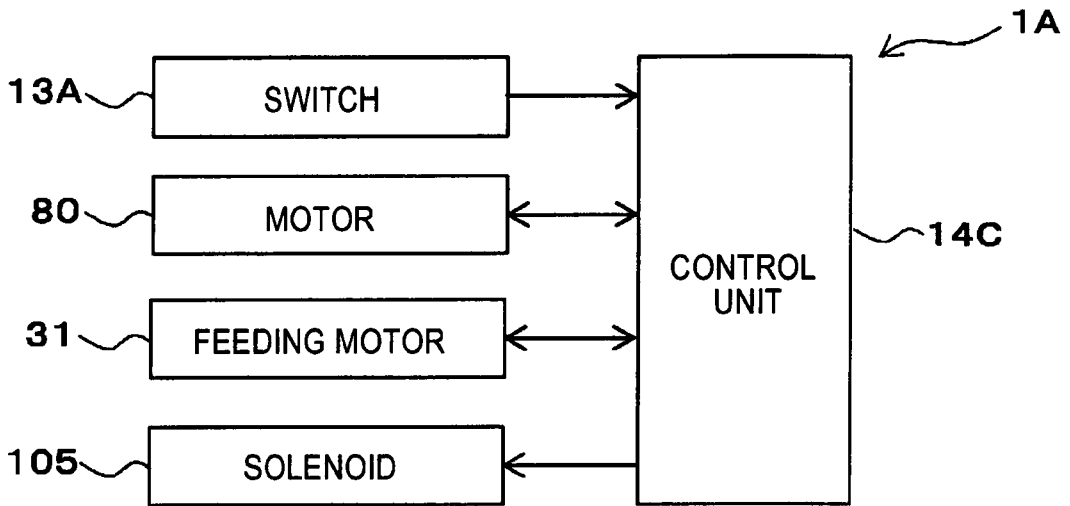 1A
13A
SWITCH
80
MOTOR
14C
CONTROL
UNIT
31
FEEDING MOTOR
105
SOLENOID